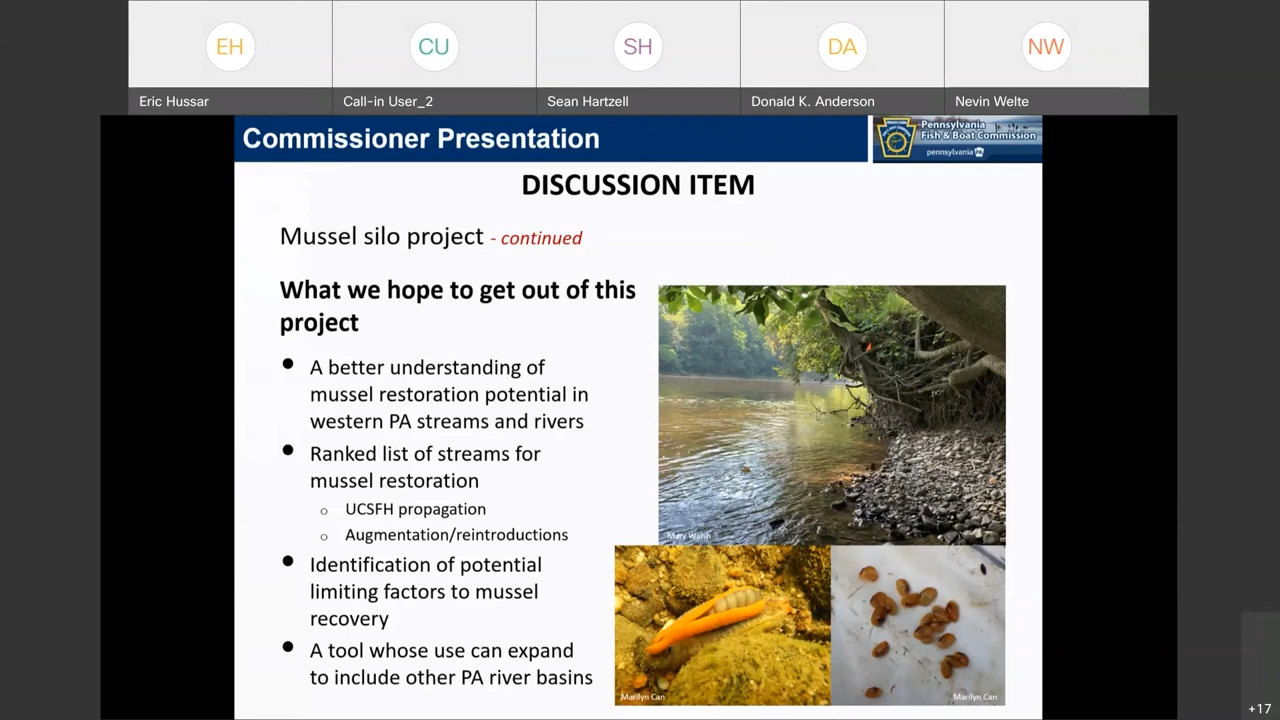 EH
CU
SH
DA
NW
Eric Hussar
Call-in User_2
Sean Hartzell
Donald K. Anderson
Nevin Welte
Commissioner Presentation
Pennsylvania
Fish & Boat Commission
pennsylvania PA
DISCUSSION ITEM
Mussel silo project - continued
What we hope to get out of this
project
A better understanding of
mussel restoration potential in
western PA streams and rivers
Ranked list of streams for
mussel restoration
UCSFH propagation
Augmentation/reintroductions
Identification of potential
limiting factors to mussel
recovery
A tool whose use can expand
to include other PA river basins
Mary Walsh
Marilyn Can
Marilyn Can
+17